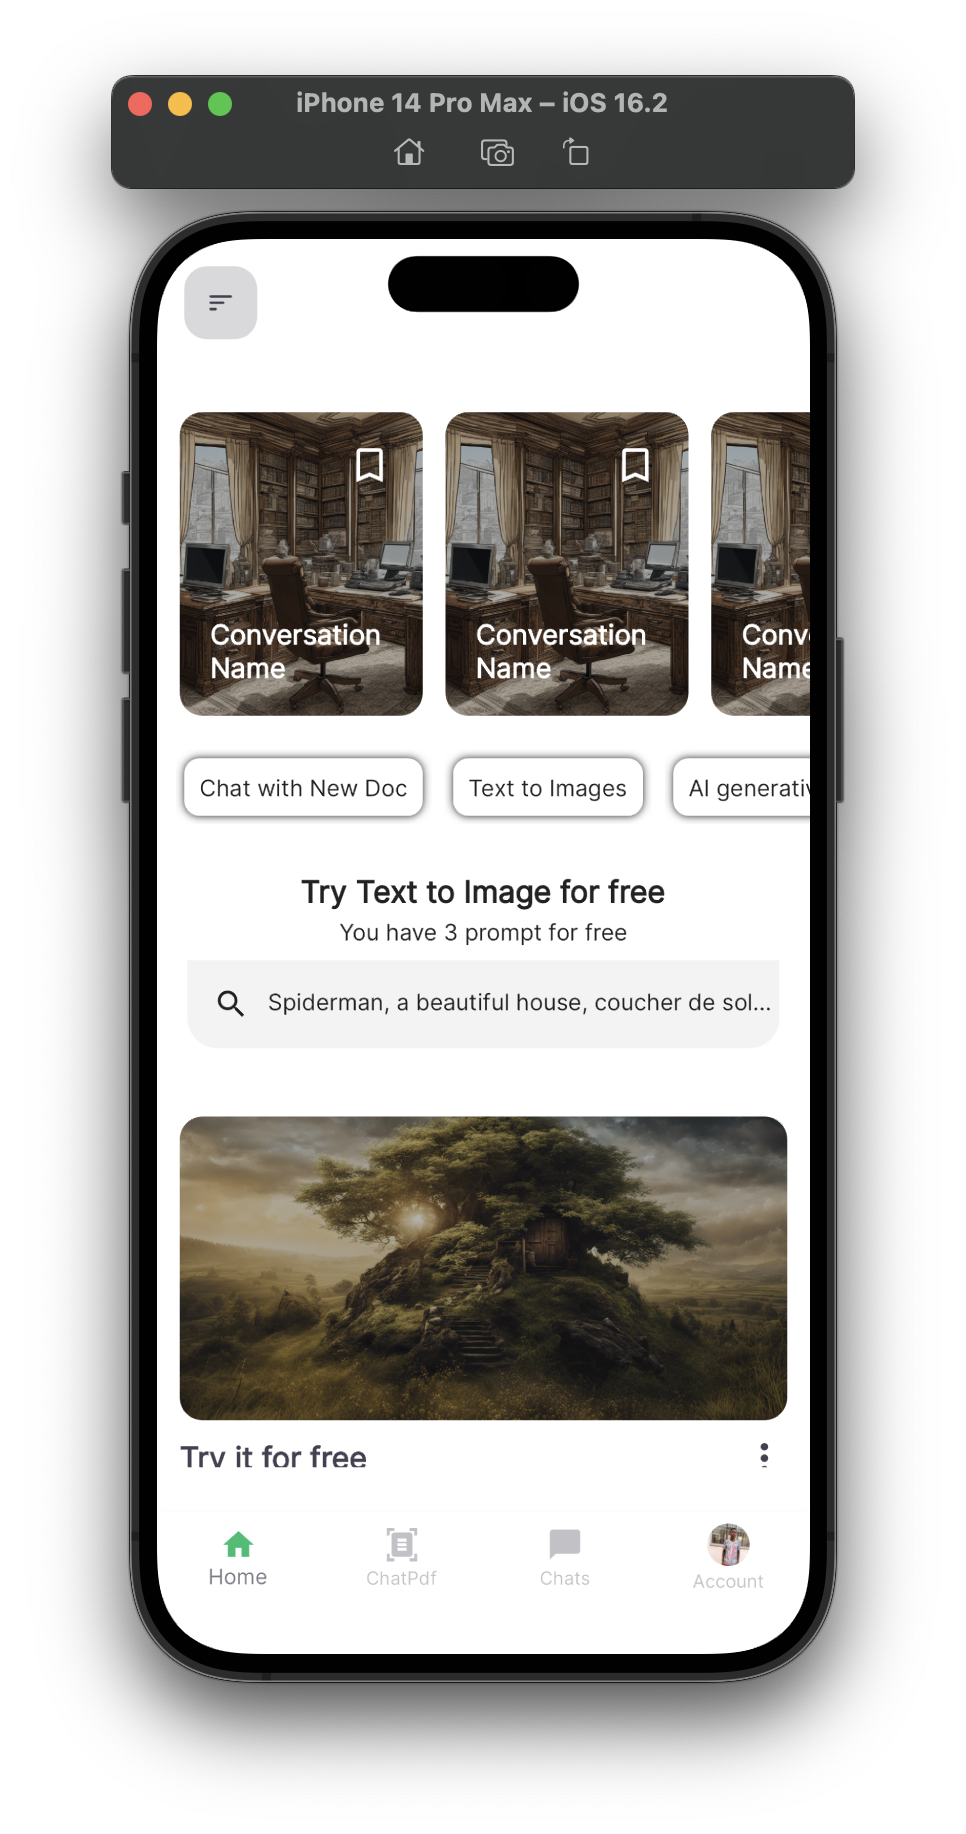 iPhone 14 Pro Max – iOS 16.2
Conversation
Name
Conversation
Name
Conv
Name
Chat with New Doc
Text to Images
AI generativ
Try Text to Image for free
You have 3 prompt for free
Spiderman, a beautiful house, coucher de sol...
Try it for free
Home
ChatPdf
Chats
Account